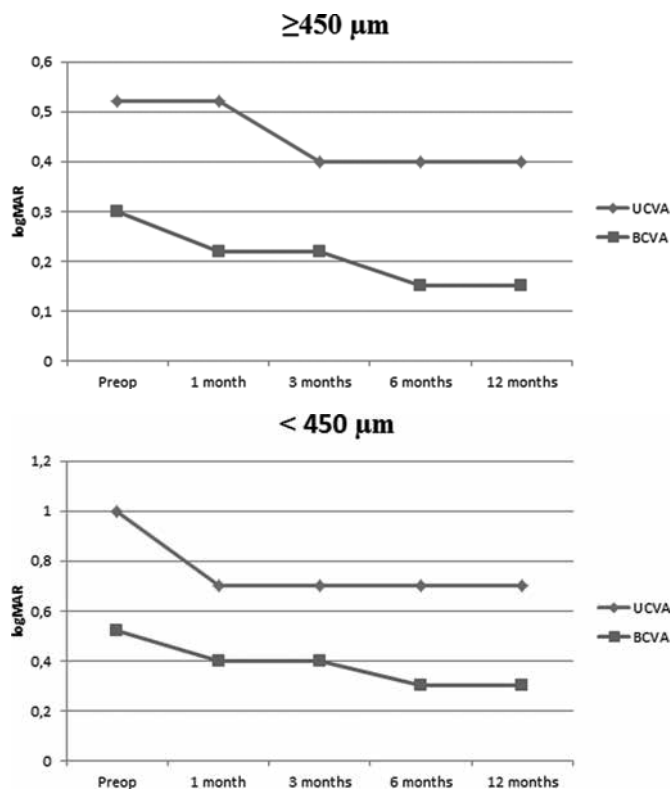 ≥450 µm
0,6
0,5
0,4
0,3
0,2
0,1
0
logMAR
Preop 1 month 3 months 6 months 12 months
UCVA
BCVA
< 450 µm
1,2
1
0,8
0,6
0,4
0,2
0
logMAR
Preop 1 month 3 months 6 months 12 months
UCVA
BCVA